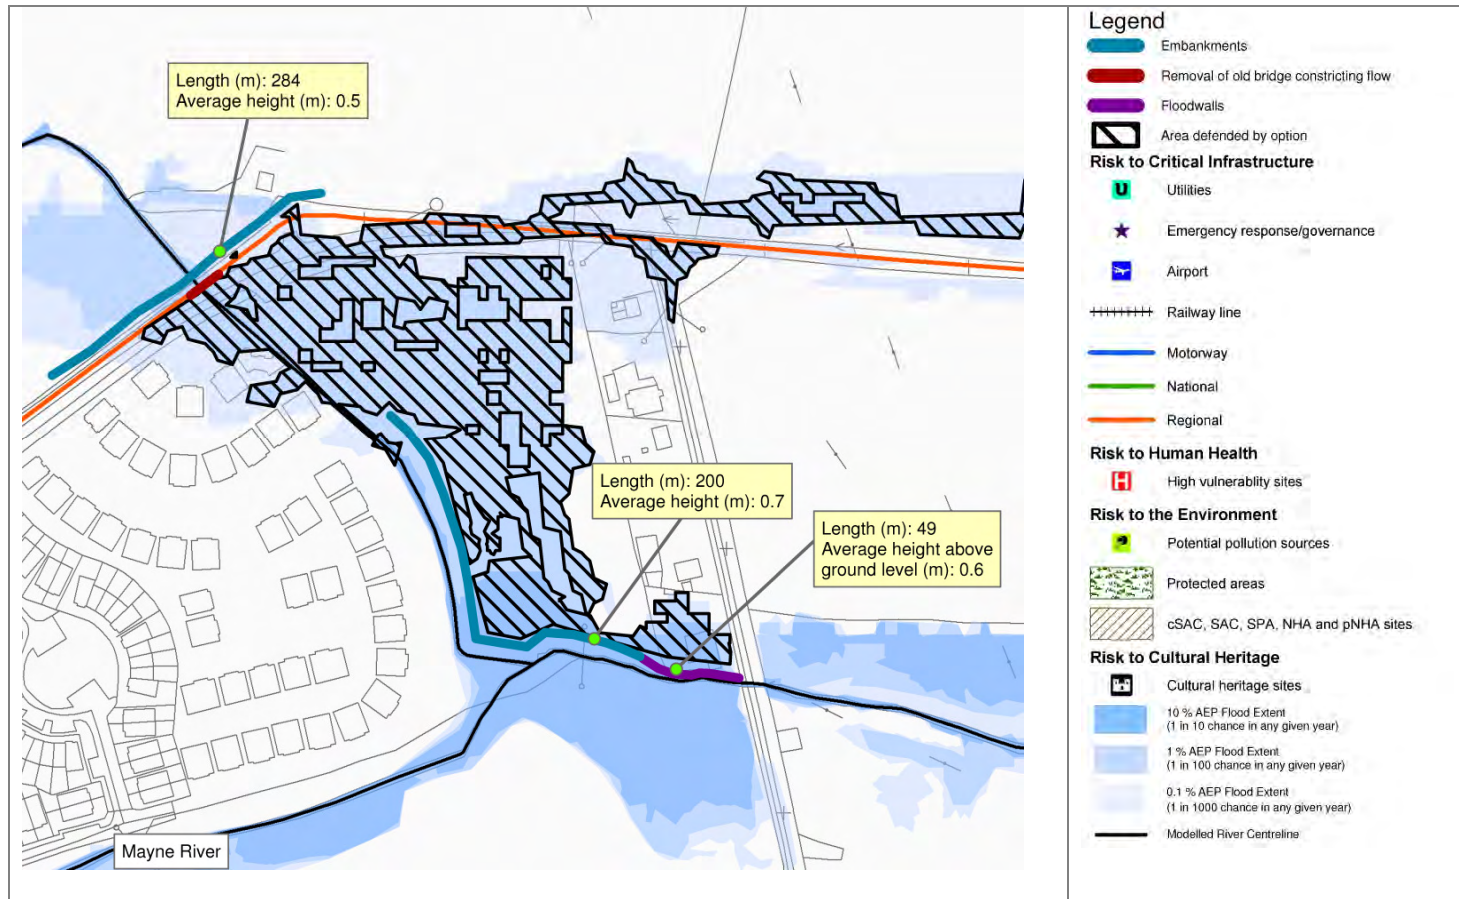 Length (m): 284
Average height (m): 0.5
Length (m): 200
Average height (m): 0.7
Length (m): 49
Average height above
ground level (m): 0.6
Mayne River
Legend
Embankments
Removal of old bridge constricting flow
Floodwalls
Area defended by option
Risk to Critical Infrastructure
U
Utilities
Emergency response/governance
Airport
Railway line
Motorway
National
Regional
Risk to Human Health
H
High vulnerablity sites
Risk to the Environment
Potential pollution sources
Protected areas
cSAC, SAC, SPA, NHA and pNHA sites
Risk to Cultural Heritage
Cultural heritage sites
10 % AEP Flood Extent
(1 in 10 chance in any given year)
1 % AEP Flood Extent
(1 in 100 chance in any given year)
0.1 % AEP Flood Extent
(1 in 1000 chance in any given year)
Modelled River Centreline